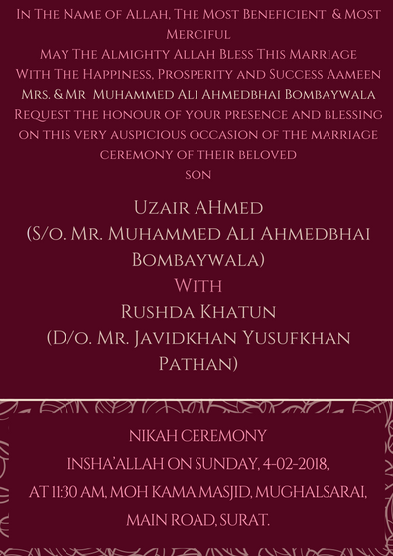 In The Name of Allah, The Most Beneficient & Most
Merciful
May The Almighty Allah Bless This Marriage
With The Happiness, Prosperity and Success Aameen
Mrs. & Mr Muhammed Ali Ahmedbhai Bombaywala
Request the honour of your presence and blessing
on this very auspicious occasion of the marriage
ceremony of their beloved
son
Uzair AHmed
(S/o. Mr. Muhammed Ali Ahmedbhai
Bombaywala)
With
Rushda Khatun
(D/o. Mr. Javidkhan Yusufkhan
Pathan)
NIKAH CEREMONY
INSHA'ALLAH ON SUNDAY, 4-02-2018,
AT 11:30 AM, MOH KAMA MASJID, MUGHALSARAI,
MAIN ROAD, SURAT.